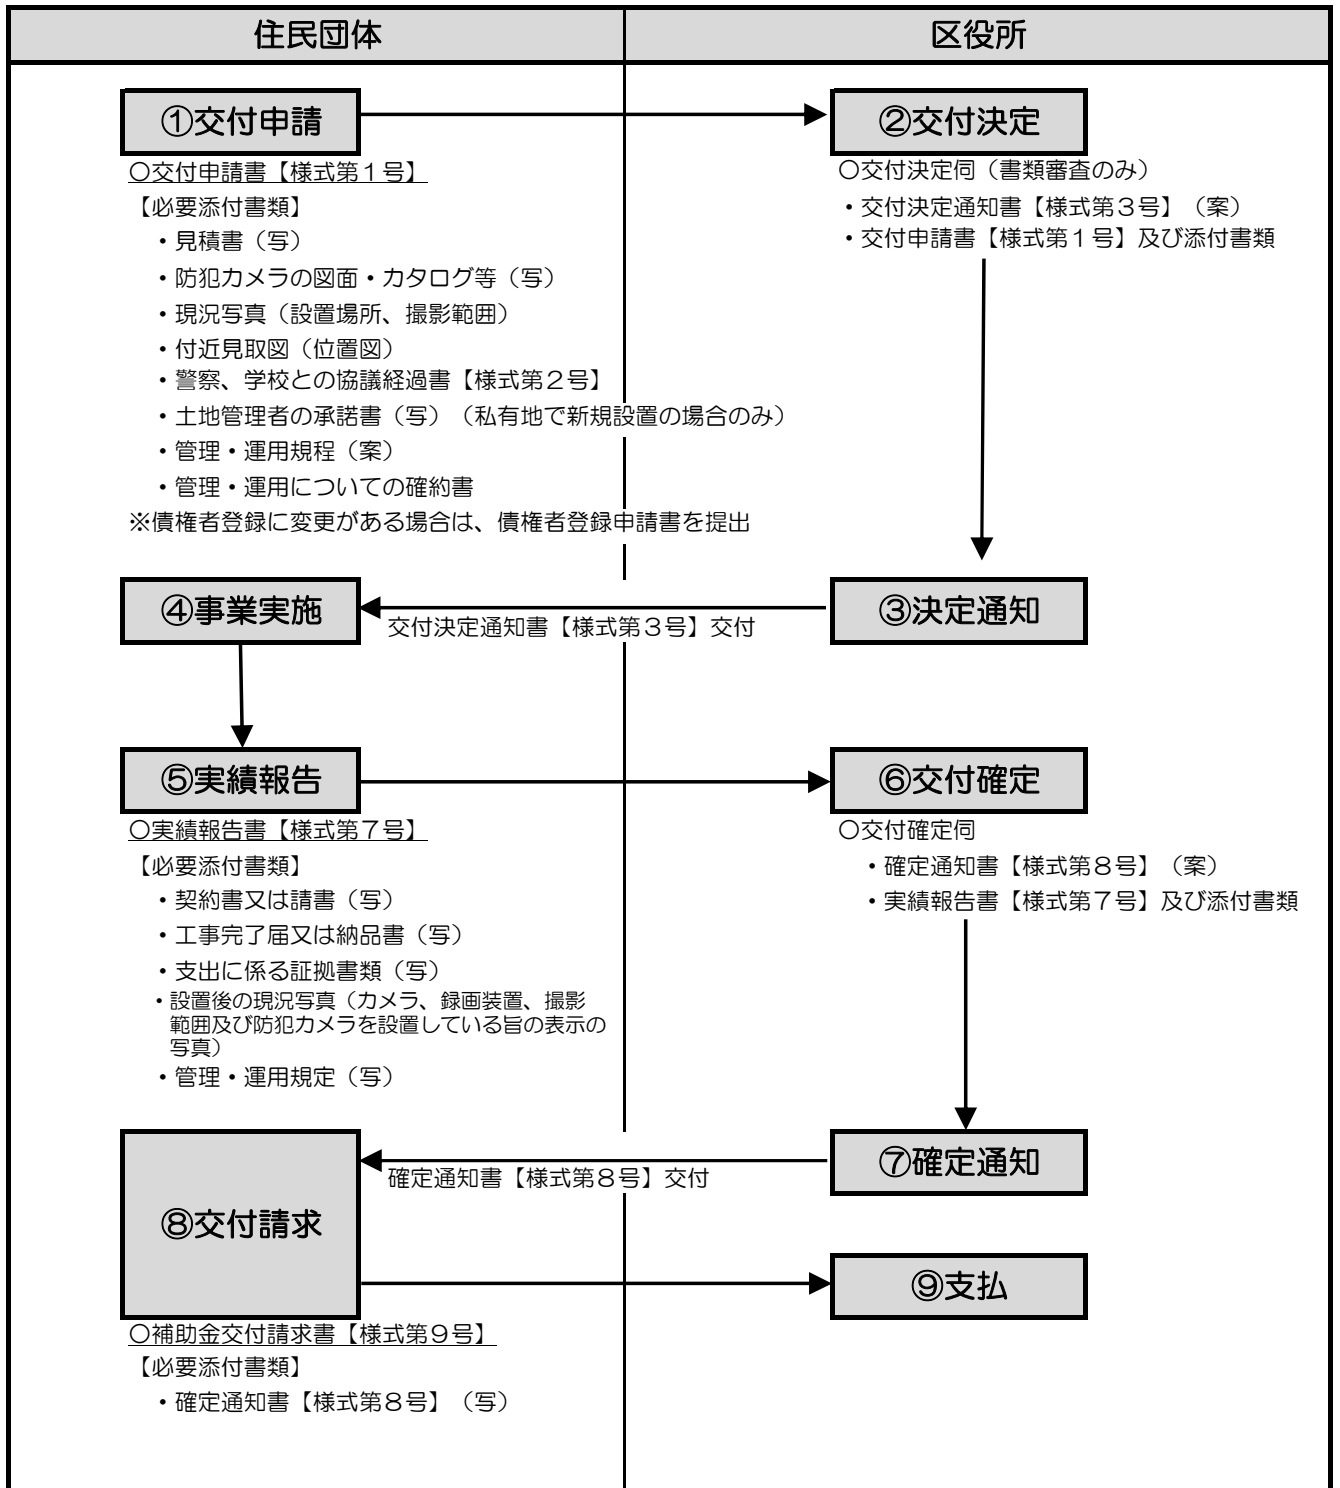 住民団体
区役所
①交付申請
〇交付申請書【様式第１号】
【必要添付書類】
・見積書（写）
・防犯カメラの図面・カタログ等（写）
・現況写真（設置場所、撮影範囲）
・付近見取図（位置図）
・警察、学校との協議経過書【様式第２号】
・土地管理者の承諾書（写）（私有地で新規設置の場合のみ）
・管理・運用規程（案）
・管理・運用についての確約書
※債権者登録に変更がある場合は、債権者登録申請書を提出
②交付決定
〇交付決定伺（書類審査のみ）
・交付決定通知書【様式第３号】（案）
・交付申請書【様式第１号】及び添付書類
③決定通知
交付決定通知書【様式第３号】交付
④事業実施
⑤実績報告
〇実績報告書【様式第７号】
【必要添付書類】
・契約書又は請書（写）
・工事完了届又は納品書（写）
・支出に係る証拠書類（写）
・設置後の現況写真（カメラ、録画装置、撮影
範囲及び防犯カメラを設置している旨の表示の
写真）
・管理・運用規定（写）
⑥交付確定
〇交付確定伺
・確定通知書【様式第８号】（案）
・実績報告書【様式第７号】及び添付書類
⑦確定通知
確定通知書【様式第８号】交付
⑧交付請求
〇補助金交付請求書【様式第９号】
【必要添付書類】
・確定通知書【様式第８号】（写）
⑨支払